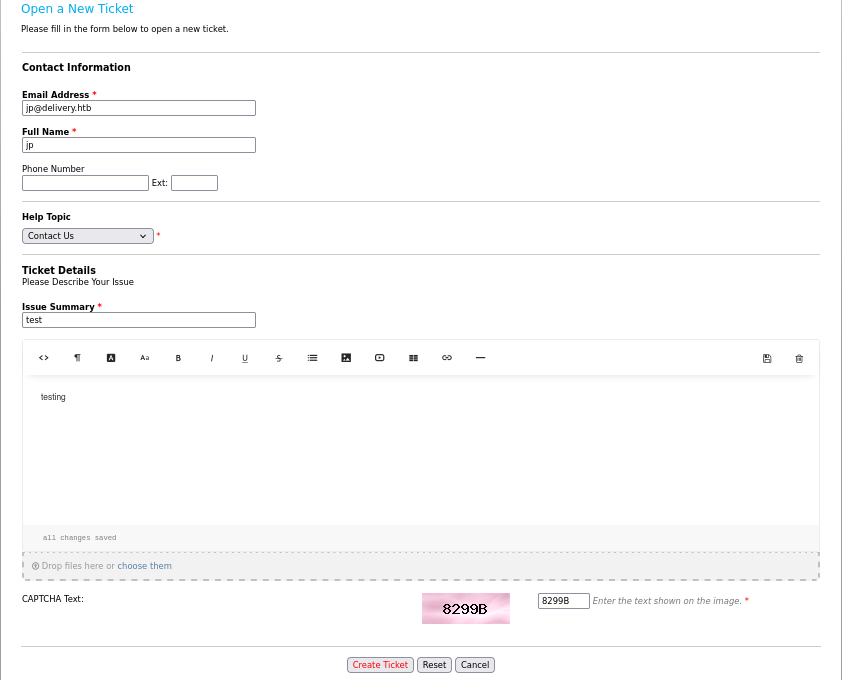 Open a New Ticket
Please fill in the form below to open a new ticket.
Contact Information
Email Address *
jp@delivery.htb
Full Name *
jp
Phone Number
Ext:
Help Topic
Contact Us *
Ticket Details
Please Describe Your Issue
Issue Summary *
test
<> ¶ A Aa B I U S
testing
all changes saved
Drop files here or choose them
CAPTCHA Text: 8299B 8299B Enter the text shown on the image. *
Create Ticket Reset Cancel